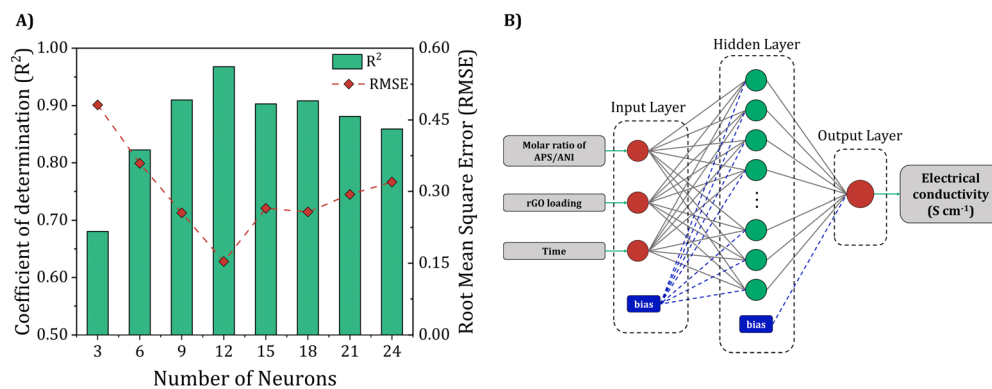 A)
Coefficient of determination (R²)
1.00
0.90
0.80
0.70
0.60
0.50
R²
RMSE
0.60
0.45
0.30
0.15
0.00
Root Mean Square Error (RMSE)
3 6 9 12 15 18 21 24
Number of Neurons
B)
Hidden Layer
Input Layer
Output Layer
Molar ratio of
APS/ANI
rGO loading
Time
bias
bias
Electrical
conductivity
(S cm⁻¹)